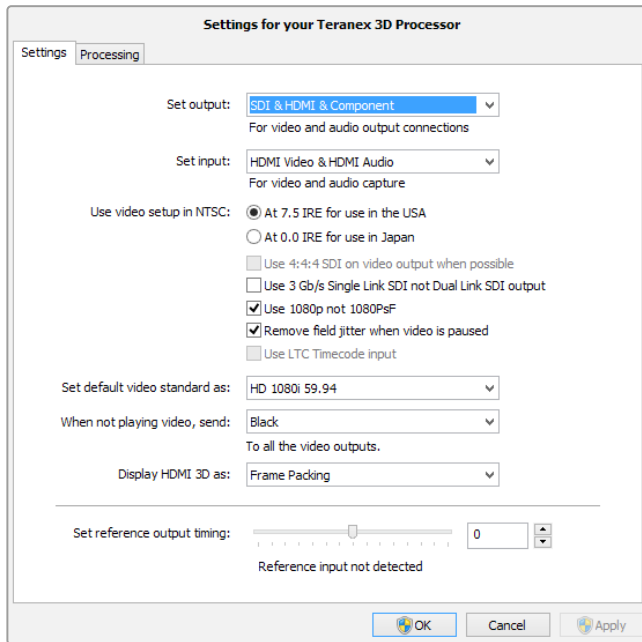 Settings for your Teranex 3D Processor
Settings Processing
Set output: SDI & HDMI & Component
For video and audio output connections
Set input: HDMI Video & HDMI Audio
For video and audio capture
Use video setup in NTSC: At 7.5 IRE for use in the USA
At 0.0 IRE for use in Japan
Use 4:4:4 SDI on video output when possible
Use 3 Gb/s Single Link SDI not Dual Link SDI output
Use 1080p not 1080PsF
Remove field jitter when video is paused
Use LTC Timecode input
Set default video standard as: HD 1080i 59.94
When not playing video, send: Black
To all the video outputs.
Display HDMI 3D as: Frame Packing
Set reference output timing: 0
Reference input not detected
OK Cancel Apply